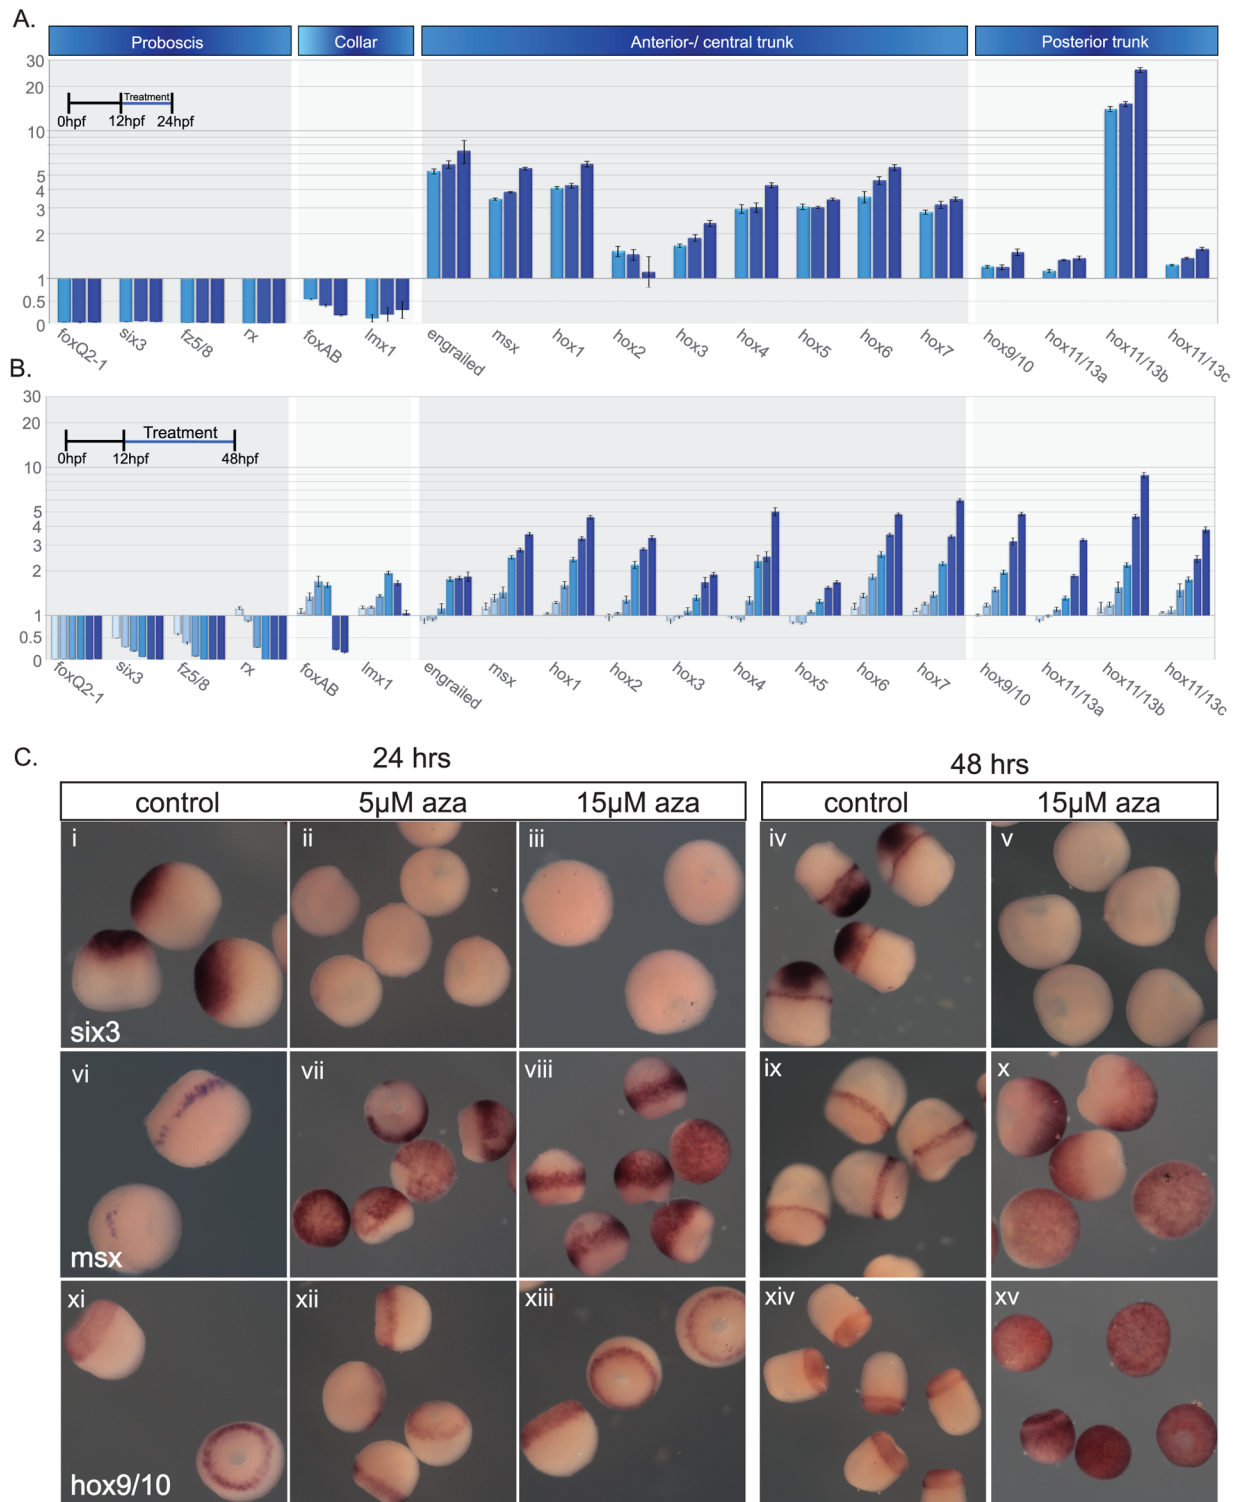 A.
Proboscis Collar Anterior-/ central trunk Posterior trunk
30
20
10
5
4
3
2
1
0.5
0
Treatment
0hpf 12hpf 24hpf
foxQ2-1 six3 fz5/8 rx foxAB lmx1 engrailed msx hox1 hox2 hox3 hox4 hox5 hox6 hox7 hox9/10 hox11/13a hox11/13b hox11/13c
B.
30
20
10
5
4
3
2
1
0.5
0
Treatment
0hpf 12hpf 48hpf
foxQ2-1 six3 fz5/8 rx foxAB lmx1 engrailed msx hox1 hox2 hox3 hox4 hox5 hox6 hox7 hox9/10 hox11/13a hox11/13b hox11/13c
C.
24 hrs 48 hrs
control 5µM aza 15µM aza control 15µM aza
i ii iii iv v
six3
vi vii viii ix x
msx
xi xii xiii xiv xv
hox9/10